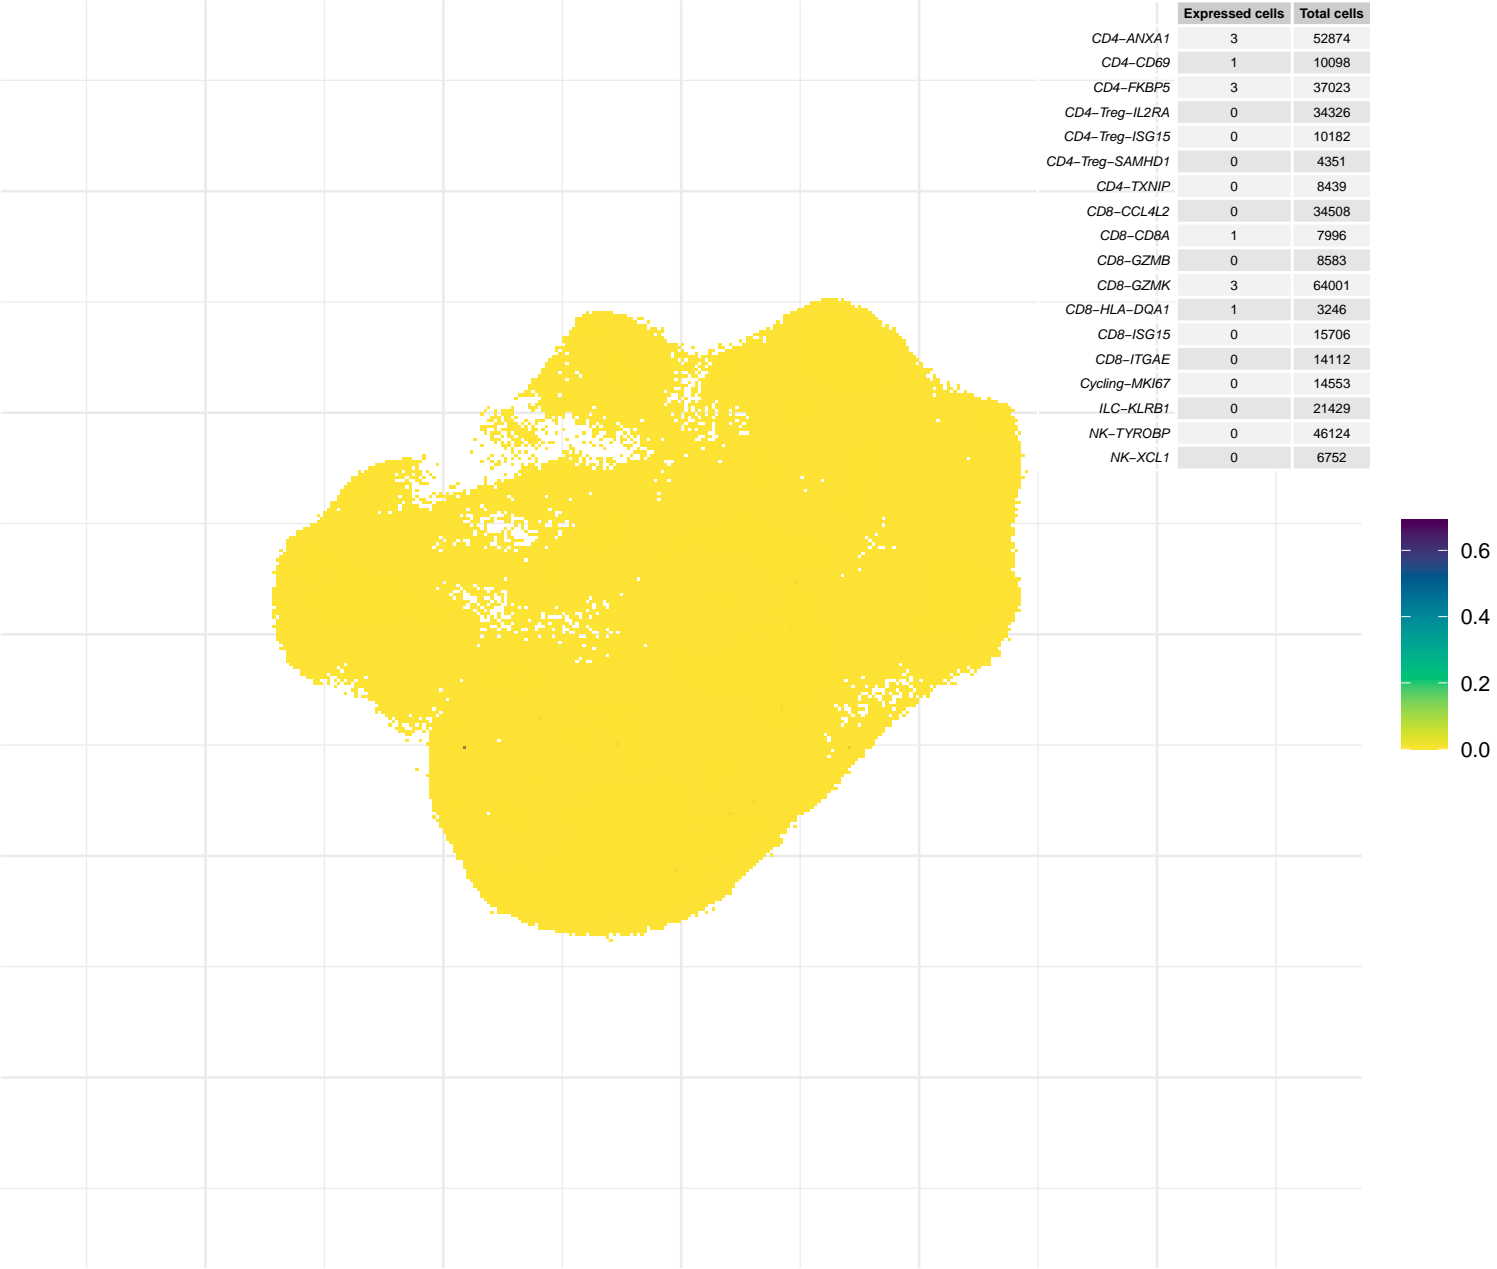 Expressed cells Total cells
CD4−ANXA1 3 52874
CD4−CD69 1 10098
CD4−FKBP5 3 37023
CD4−Treg−IL2RA 0 34326
CD4−Treg−ISG15 0 10182
CD4−Treg−SAMHD1 0 4351
CD4−TXNIP 0 8439
CD8−CCL4L2 0 34508
CD8−CD8A 1 7996
CD8−GZMB 0 8583
CD8−GZMK 3 64001
CD8−HLA−DQA1 1 3246
CD8−ISG15 0 15706
CD8−ITGAE 0 14112
Cycling−MKI67 0 14553
ILC−KLRB1 0 21429
NK−TYROBP 0 46124
NK−XCL1 0 6752
0.6
0.4
0.2
0.0